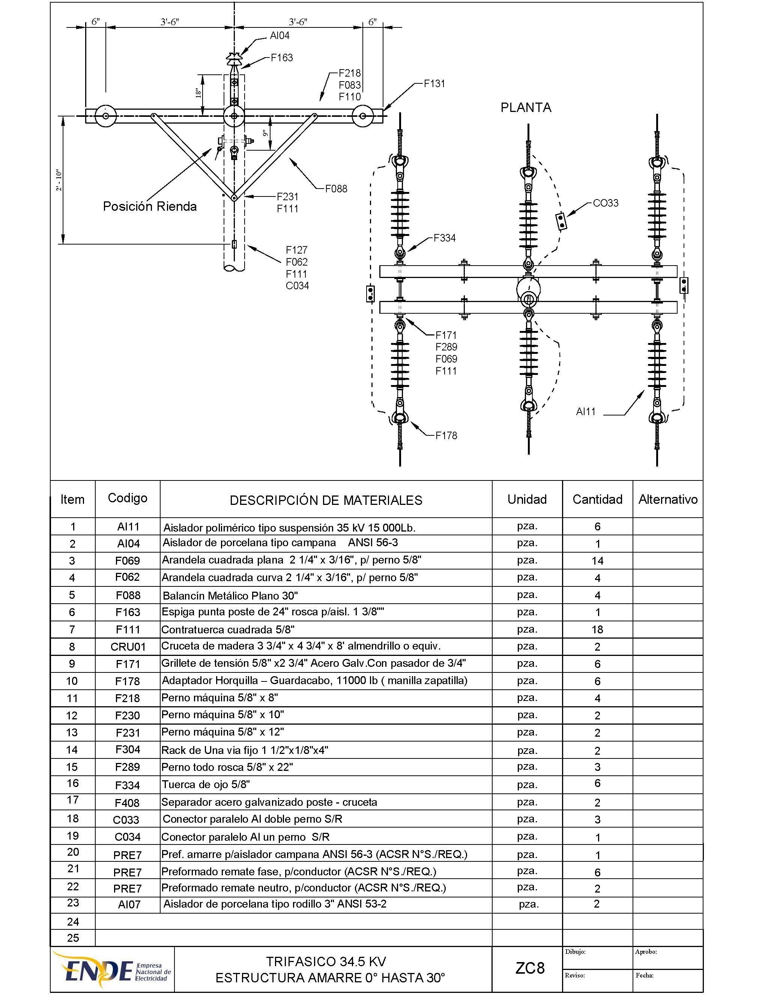 6"
3'-6"
3'-6"
6"
AI04
F163
F218
F083
F110
F131
18"
9"
2' - 10"
PLANTA
F088
F231
F111
Posición Rienda
CO33
F334
F127
F062
F111
C034
F171
F289
F069
F111
AI11
F178
Item Codigo DESCRIPCIÓN DE MATERIALES Unidad Cantidad Alternativo
1 AI11 Aislador polimérico tipo suspensión 35 kV 15 000Lb. pza. 6
2 AI04 Aislador de porcelana tipo campana ANSI 56-3 pza. 1
3 F069 Arandela cuadrada plana 2 1/4" x 3/16", p/ perno 5/8" pza. 14
4 F062 Arandela cuadrada curva 2 1/4" x 3/16", p/ perno 5/8" pza. 4
5 F088 Balancín Metálico Plano 30" pza. 4
6 F163 Espiga punta poste de 24" rosca p/aisl. 1 3/8"" pza. 1
7 F111 Contratuerca cuadrada 5/8" pza. 18
8 CRU01 Cruceta de madera 3 3/4" x 4 3/4" x 8' almendrillo o equiv. pza. 2
9 F171 Grillete de tensión 5/8" x2 3/4" Acero Galv.Con pasador de 3/4" pza. 6
10 F178 Adaptador Horquilla – Guardacabo, 11000 lb ( manilla zapatilla) pza. 6
11 F218 Perno máquina 5/8" x 8" pza. 4
12 F230 Perno máquina 5/8" x 10" pza. 2
13 F231 Perno máquina 5/8" x 12" pza. 2
14 F304 Rack de Una via fijo 1 1/2"x1/8"x4" pza. 2
15 F289 Perno todo rosca 5/8" x 22" pza. 3
16 F334 Tuerca de ojo 5/8" pza. 6
17 F408 Separador acero galvanizado poste - cruceta pza. 2
18 C033 Conector paralelo Al doble perno S/R pza. 3
19 C034 Conector paralelo Al un perno S/R pza. 1
20 PRE7 Pref. amarre p/aislador campana ANSI 56-3 (ACSR N°S./REQ.) pza. 1
21 PRE7 Preformado remate fase, p/conductor (ACSR N°S./REQ.) pza. 6
22 PRE7 Preformado remate neutro, p/conductor (ACSR N°S./REQ.) pza. 2
23 AI07 Aislador de porcelana tipo rodillo 3" ANSI 53-2 pza. 2
24
25
ENDE Empresa
Nacional de
Electricidad
TRIFASICO 34.5 KV
ESTRUCTURA AMARRE 0° HASTA 30°
ZC8
Dibujo: Aprobo:
Reviso: Fecha: